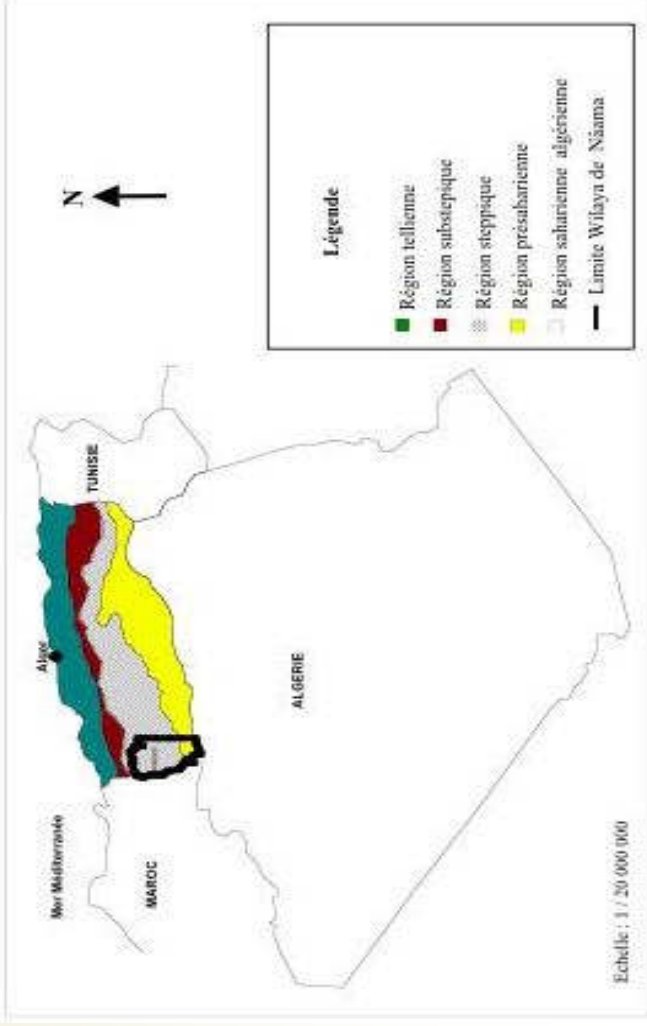 N
Mer Méditerranée
Alger
TUNISIE
MAROC
ALGERIE
Echelle : 1 / 20 000 000
Légende
Région tellienne
Région substepique
Région steppique
Région présaharienne
Région saharienne algérienne
Limite Wilaya de Nâama